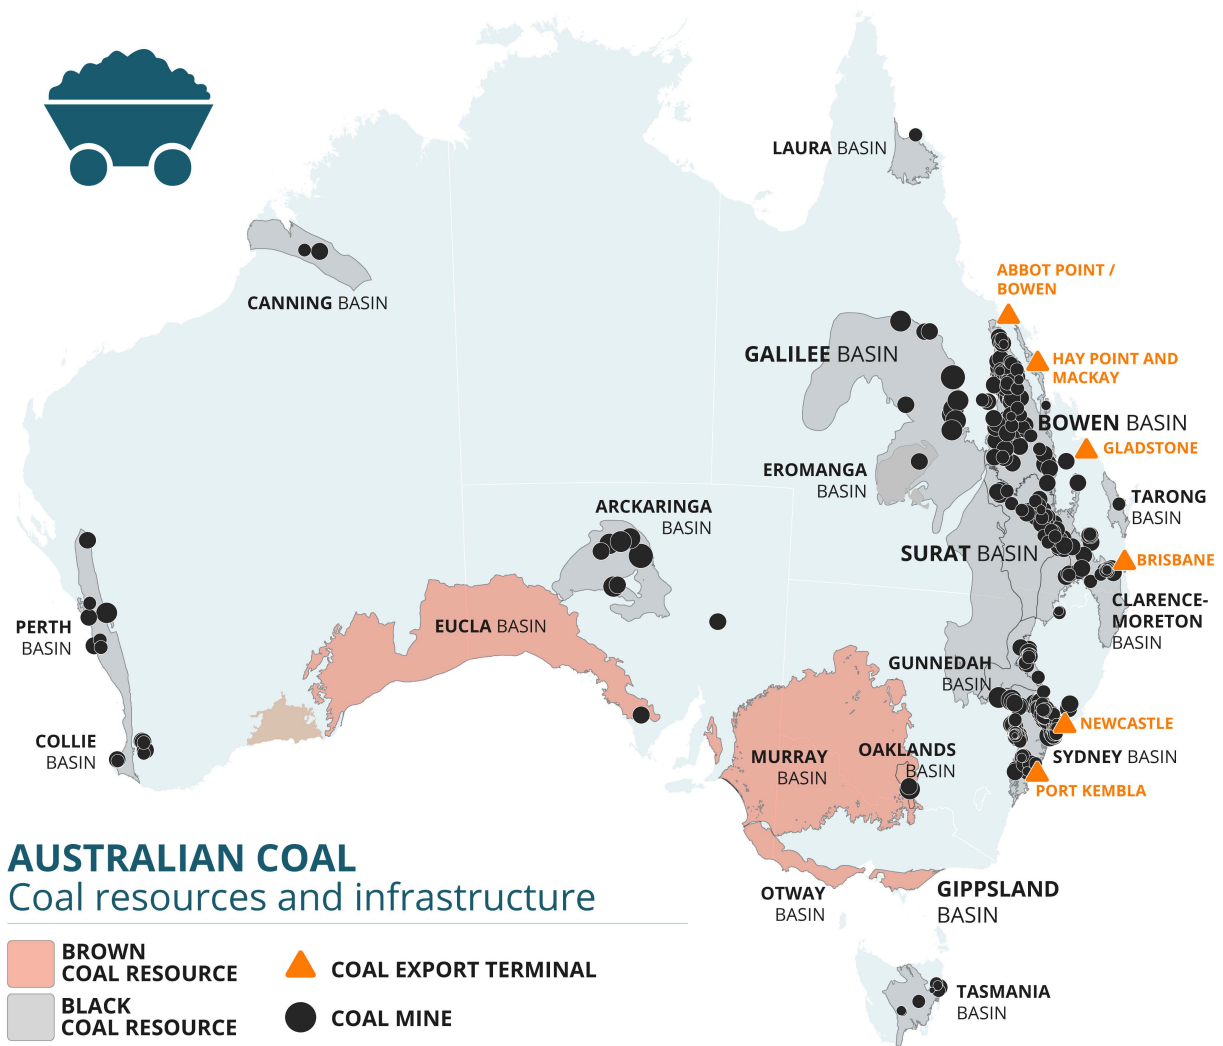 LAURA BASIN
CANNING BASIN
ABBOT POINT /
BOWEN
GALILEE BASIN
HAY POINT AND
MACKAY
BOWEN BASIN
GLADSTONE
EROMANGA
BASIN
TARONG
BASIN
ARCKARINGA
BASIN
SURAT BASIN
BRISBANE
CLARENCE-
MORETON
BASIN
PERTH
BASIN
EUCLA BASIN
GUNNEDAH
BASIN
NEWCASTLE
COLLIE
BASIN
MURRAY
BASIN
OAKLANDS
BASIN
SYDNEY BASIN
PORT KEMBLA
AUSTRALIAN COAL
Coal resources and infrastructure
OTWAY
BASIN
GIPPSLAND
BASIN
BROWN
COAL RESOURCE
COAL EXPORT TERMINAL
BLACK
COAL RESOURCE
COAL MINE
TASMANIA
BASIN